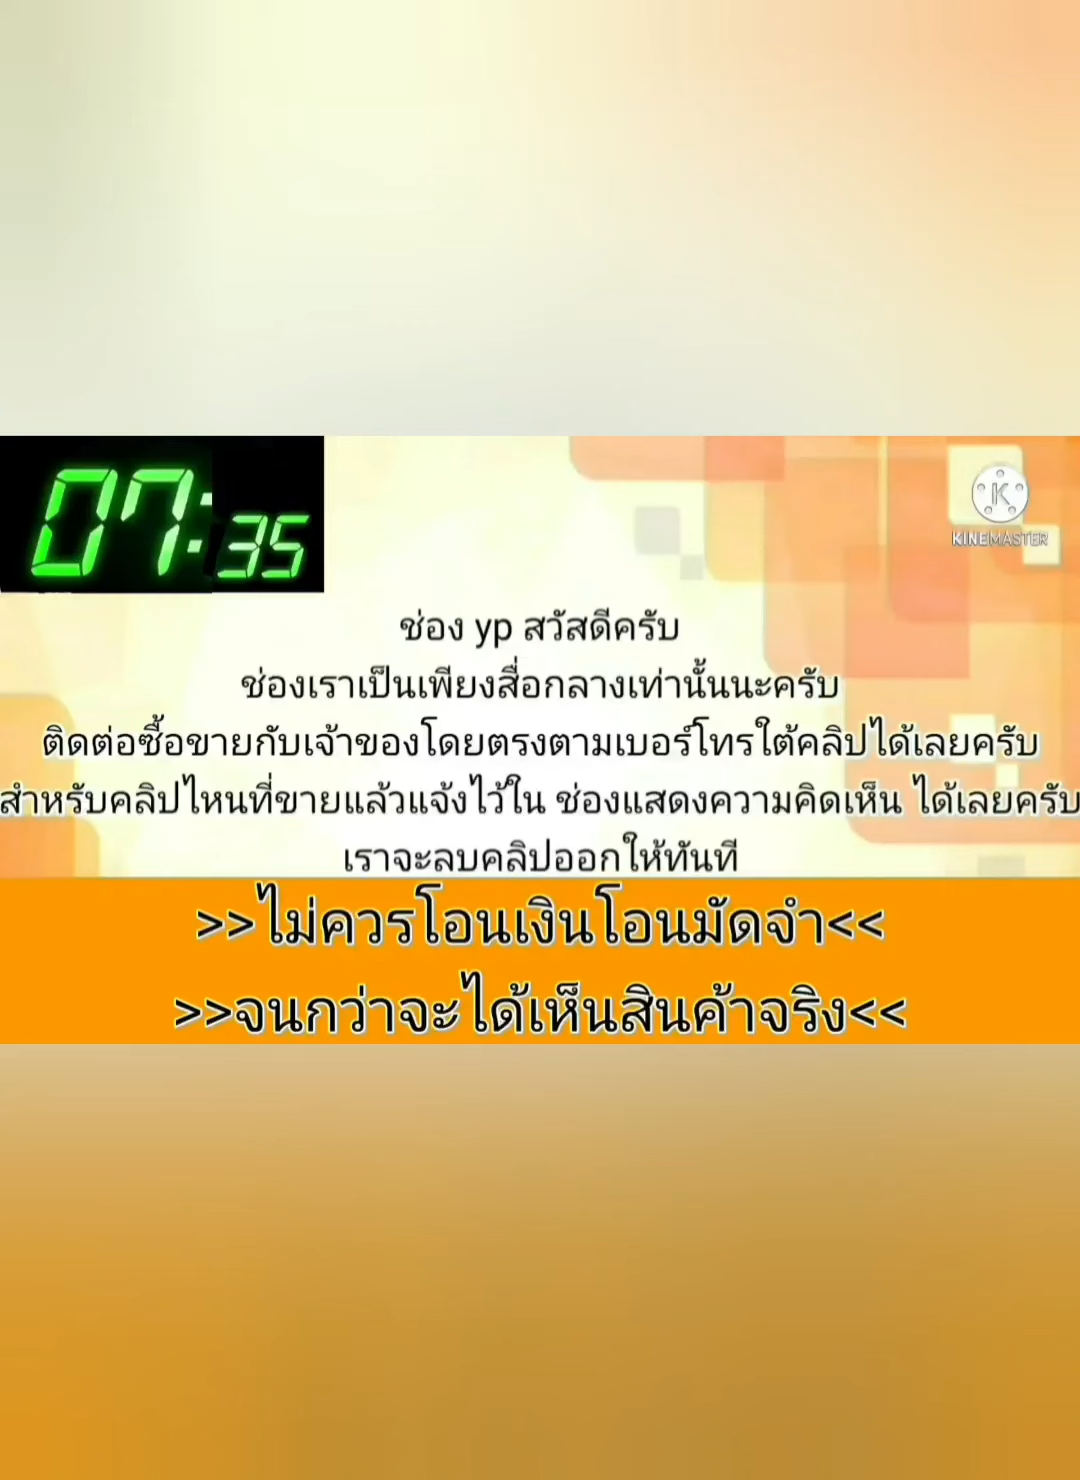 07:35
KINEMASTER
ช่อง yp สวัสดีครับ
ช่องเราเป็นเพียงสื่อกลางเท่านั้นนะครับ
ติดต่อซื้อขายกับเจ้าของโดยตรงตามเบอร์โทรใต้คลิปได้เลยครับ
สำหรับคลิปไหนที่ขายแล้วแจ้งไว้ใน ช่องแสดงความคิดเห็น ได้เลยครับ
เราจะลบคลิปออกให้ทันที
>>ไม่ควรโอนเงินโอนมัดจำ<<
>>จนกว่าจะได้เห็นสินค้าจริง<<